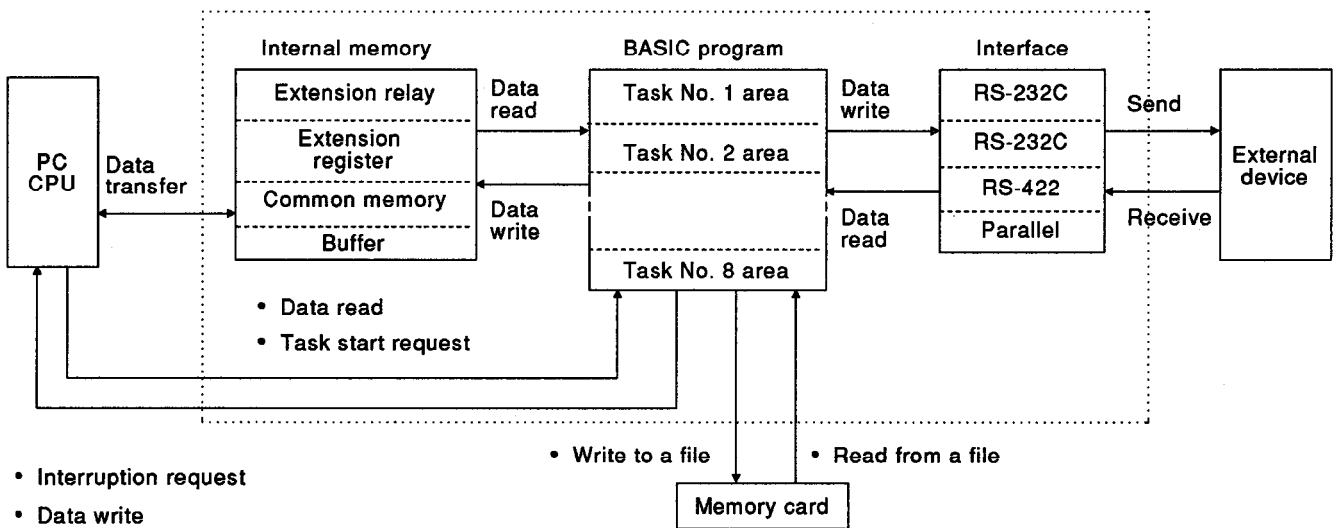 Internal memory
BASIC program
Interface
PC
CPU
Data
transfer
Extension relay
Extension
register
Common memory
Buffer
Data
read
Data
write
Task No. 1 area
Task No. 2 area
Task No. 8 area
Data
write
Data
read
RS-232C
RS-232C
RS-422
Parallel
Send
Receive
External
device
• Data read
• Task start request
• Interruption request
• Data write
• Write to a file
• Read from a file
Memory card